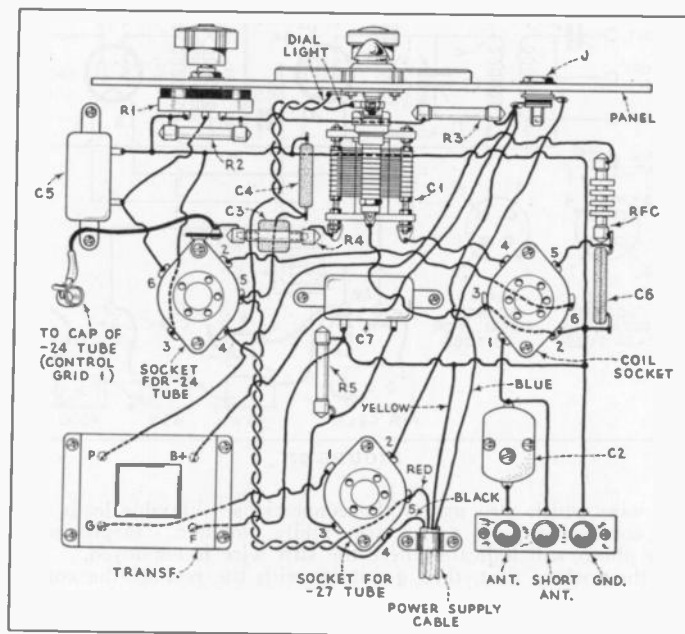 DIAL
LIGHT
J
PANEL
R1
R2
R3
C5
C4
C3
C1
R4
RFC
C6
2
6
5
3
4
4
5
3
6
1
2
TO CAP OF
-24 TUBE
(CONTROL
GRID 1)
SOCKET
FOR-24
TUBE
C7
COIL
SOCKET
R5
BLUE
YELLOW
C2
P
B+
G
F
TRANSF.
1
2
RED
5
BLACK
3
4
SOCKET FOR
-27 TUBE
POWER SUPPLY
CABLE
ANT.
SHORT
ANT.
GND.